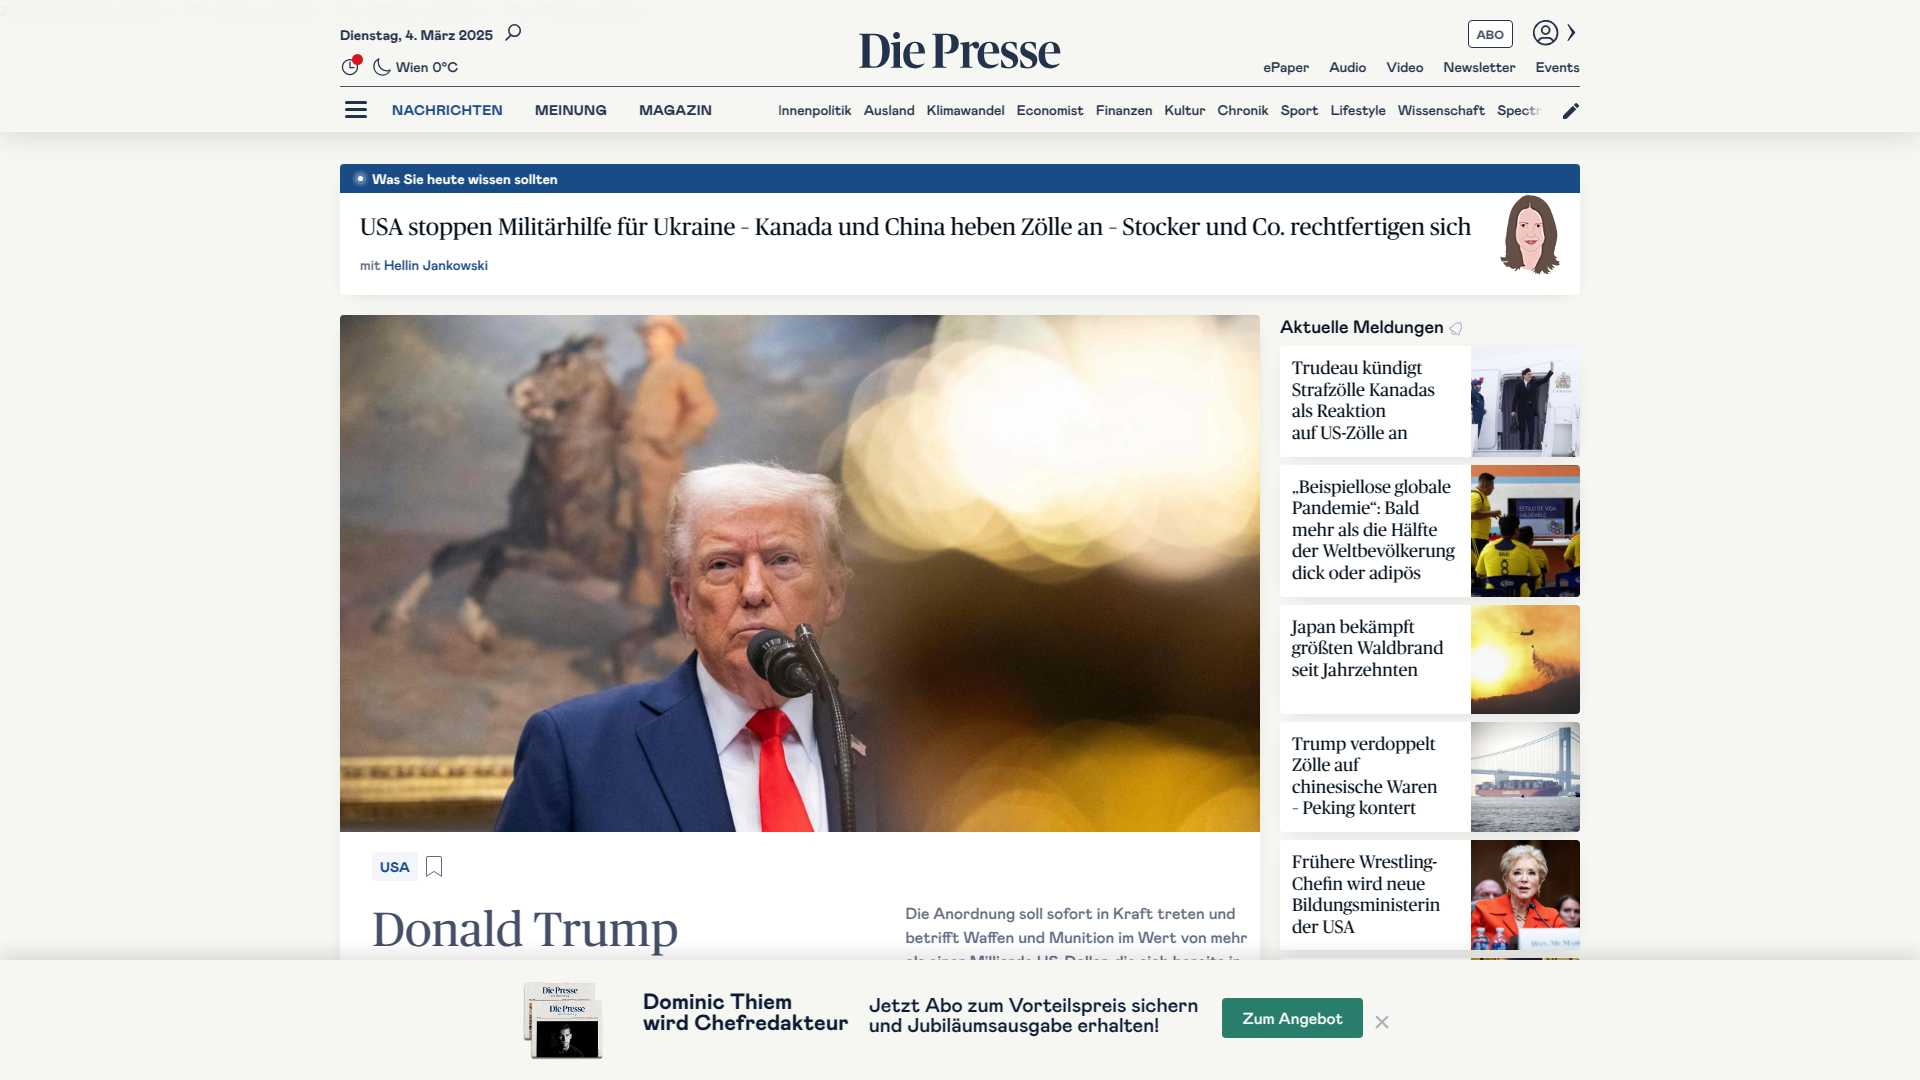 Dienstag, 4. März 2025
Wien 0°C
Die Presse
ABO
ePaper Audio Video Newsletter Events
NACHRICHTEN MEINUNG MAGAZIN
Innenpolitik Ausland Klimawandel Economist Finanzen Kultur Chronik Sport Lifestyle Wissenschaft Spectr
Was Sie heute wissen sollten
USA stoppen Militärhilfe für Ukraine – Kanada und China heben Zölle an – Stocker und Co. rechtfertigen sich
mit Hellin Jankowski
USA
Donald Trump
Die Anordnung soll sofort in Kraft treten und
betrifft Waffen und Munition im Wert von mehr
Aktuelle Meldungen
Trudeau kündigt
Strafzölle Kanadas
als Reaktion
auf US-Zölle an
„Beispiellose globale
Pandemie“: Bald
mehr als die Hälfte
der Weltbevölkerung
dick oder adipös
Japan bekämpft
größten Waldbrand
seit Jahrzehnten
Trump verdoppelt
Zölle auf
chinesische Waren
– Peking kontert
Frühere Wrestling-
Chefin wird neue
Bildungsministerin
der USA
Die Presse
Die Presse
Dominic Thiem
wird Chefredakteur
Jetzt Abo zum Vorteilspreis sichern
und Jubiläumsausgabe erhalten!
Zum Angebot